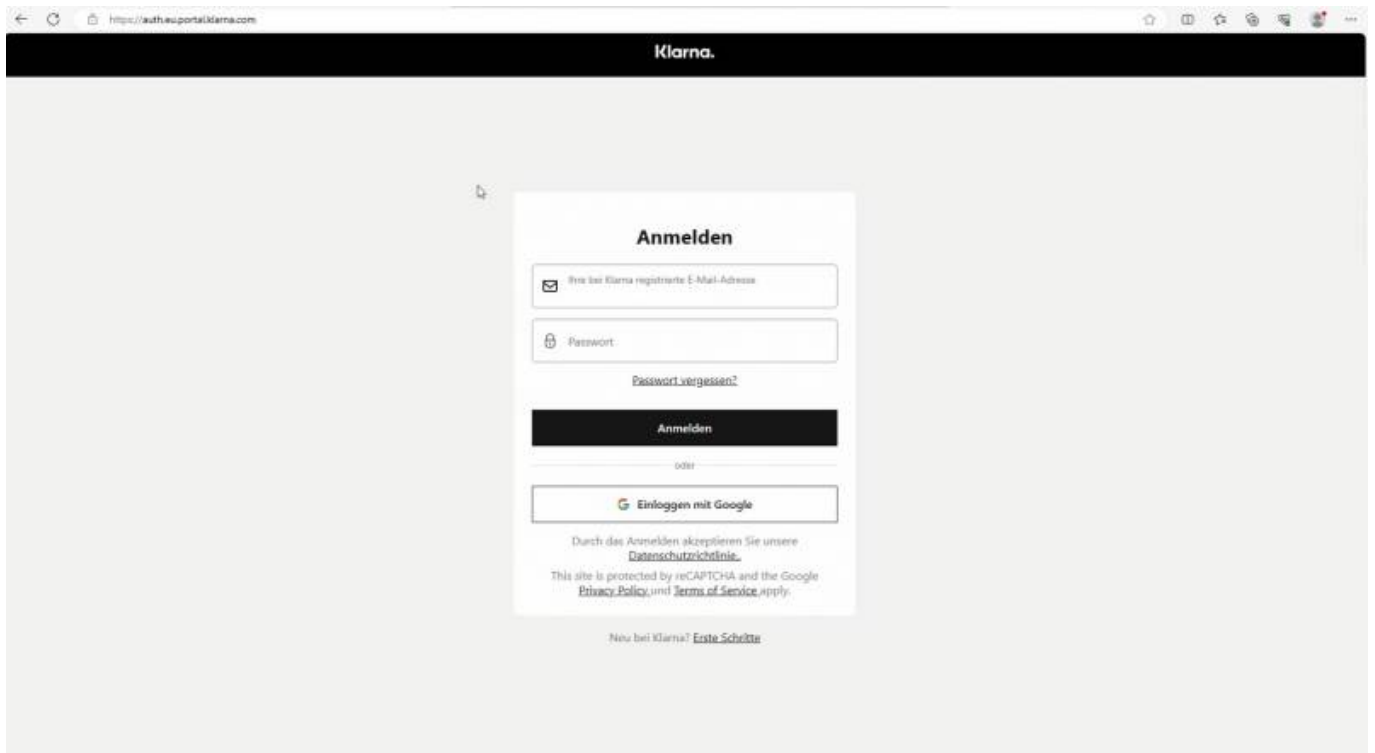 https://auth.eu.portal.klarna.com
Klarna.
Anmelden
Ihre bei Klarna registrierte E-Mail-Adresse
Passwort
Passwort vergessen?
Anmelden
oder
Einloggen mit Google
Durch das Anmelden akzeptieren Sie unsere
Datenschutzrichtlinie.
This site is protected by reCAPTCHA and the Google
Privacy Policy und Terms of Service apply.
Neu bei Klarna? Erste Schritte